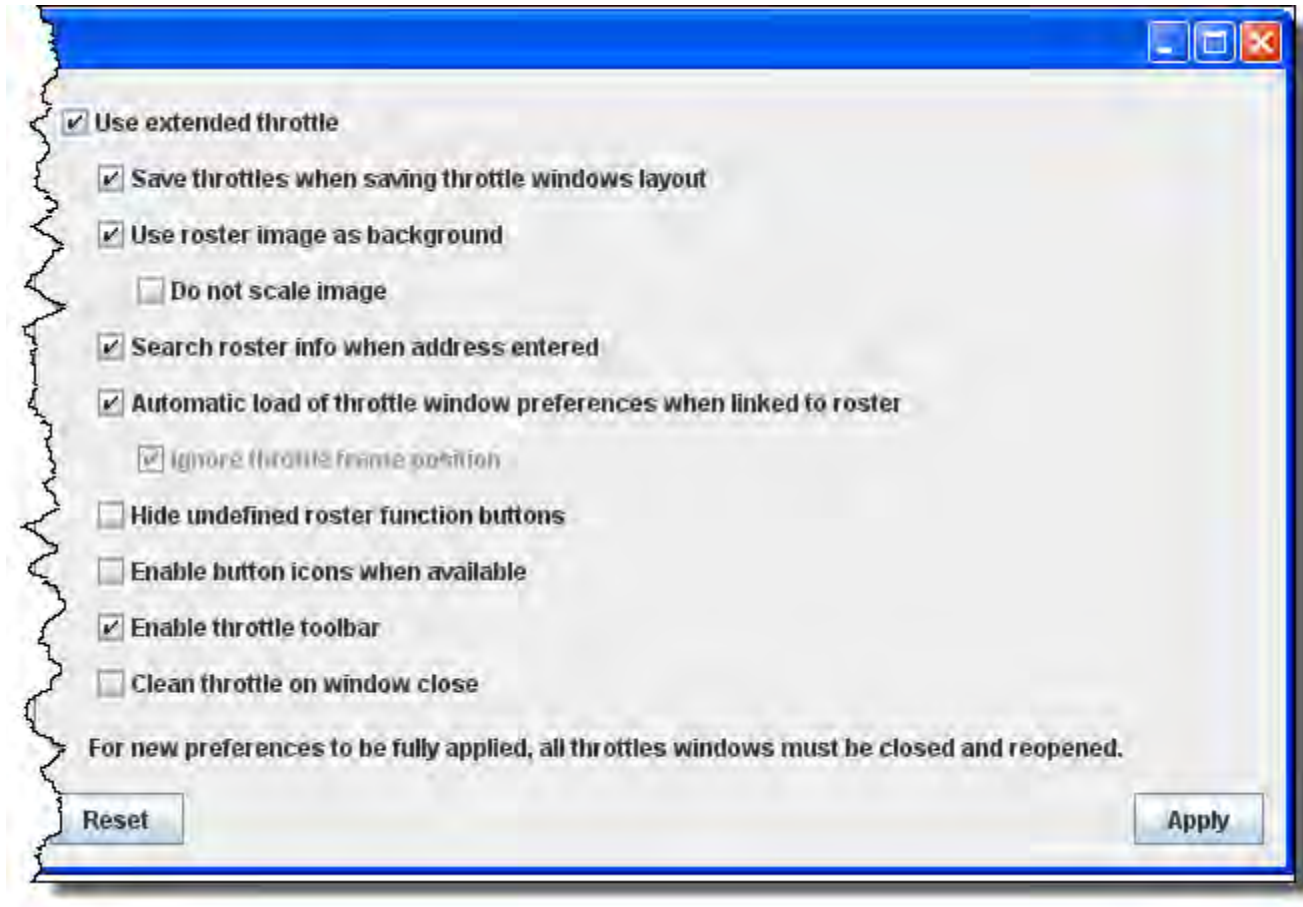 Use extended throttle
Save throttles when saving throttle windows layout
Use roster image as background
Do not scale image
Search roster info when address entered
Automatic load of throttle window preferences when linked to roster
Ignore throttle frame position
Hide undefined roster function buttons
Enable button icons when available
Enable throttle toolbar
Clean throttle on window close
For new preferences to be fully applied, all throttles windows must be closed and reopened.
Reset
Apply